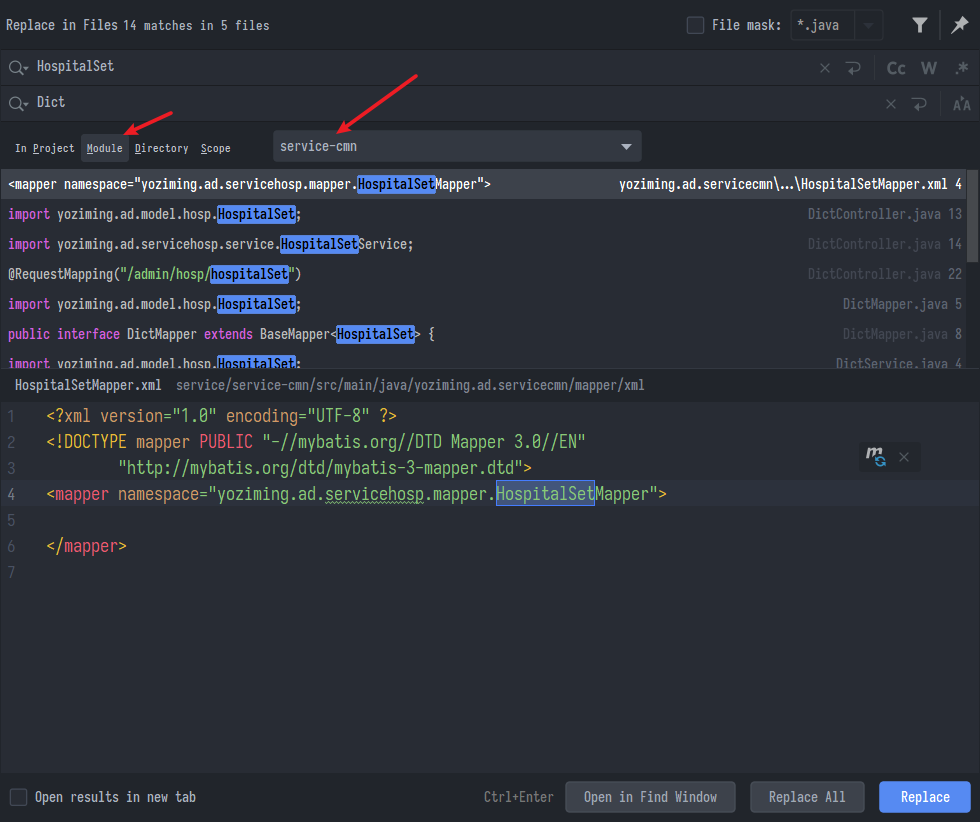 Replace in Files 14 matches in 5 files File mask: *.java
HospitalSet Cc W .*
Dict
In Project Module Directory Scope service-cmn
<mapper namespace="yoziming.ad.servicehosp.mapper.HospitalSetMapper"> yoziming.ad.servicecmn\...\HospitalSetMapper.xml 4
import yoziming.ad.model.hosp.HospitalSet; DictController.java 13
import yoziming.ad.servicehosp.service.HospitalSetService; DictController.java 14
@RequestMapping("/admin/hosp/hospitalSet") DictController.java 22
import yoziming.ad.model.hosp.HospitalSet; DictMapper.java 5
public interface DictMapper extends BaseMapper<HospitalSet> { DictMapper.java 8
import yoziming.ad.model.hosp.HospitalSet; DictService.java 4
HospitalSetMapper.xml service/service-cmn/src/main/java/yoziming.ad.servicecmn/mapper/xml
1 <?xml version="1.0" encoding="UTF-8" ?>
2 <!DOCTYPE mapper PUBLIC "-//mybatis.org//DTD Mapper 3.0//EN"
3 "http://mybatis.org/dtd/mybatis-3-mapper.dtd">
4 <mapper namespace="yoziming.ad.servicehosp.mapper.HospitalSetMapper">
5
6 </mapper>
7
Open results in new tab Ctrl+Enter Open in Find Window Replace All Replace